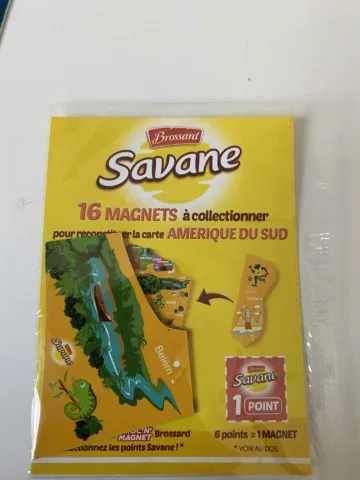 Brossard
Savane
16 MAGNETS à collectionner
pour reconstituer la carte AMERIQUE DU SUD
Belém
Savane
Savane
1 POINT
MAGNET Brossard
6 points = 1 MAGNET
les points Savane ! *
* VOIR AU DOS